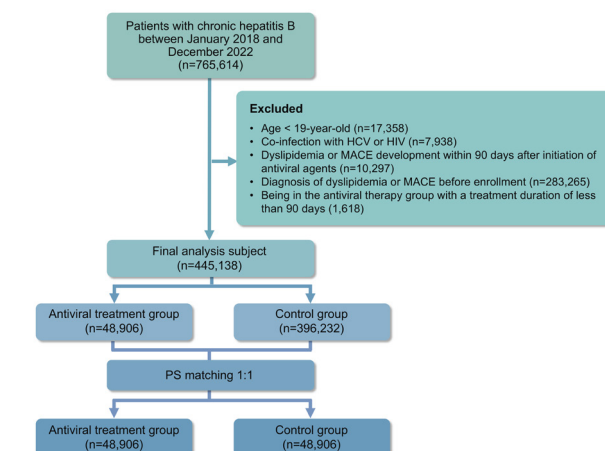 Patients with chronic hepatitis B
between January 2018 and
December 2022
(n=765,614)
Excluded
• Age < 19-year-old (n=17,358)
• Co-infection with HCV or HIV (n=7,938)
• Dyslipidemia or MACE development within 90 days after initiation of
antiviral agents (n=10,297)
• Diagnosis of dyslipidemia or MACE before enrollment (n=283,265)
• Being in the antiviral therapy group with a treatment duration of less
than 90 days (1,618)
Final analysis subject
(n=445,138)
Antiviral treatment group
(n=48,906)
Control group
(n=396,232)
PS matching 1:1
Antiviral treatment group
(n=48,906)
Control group
(n=48,906)